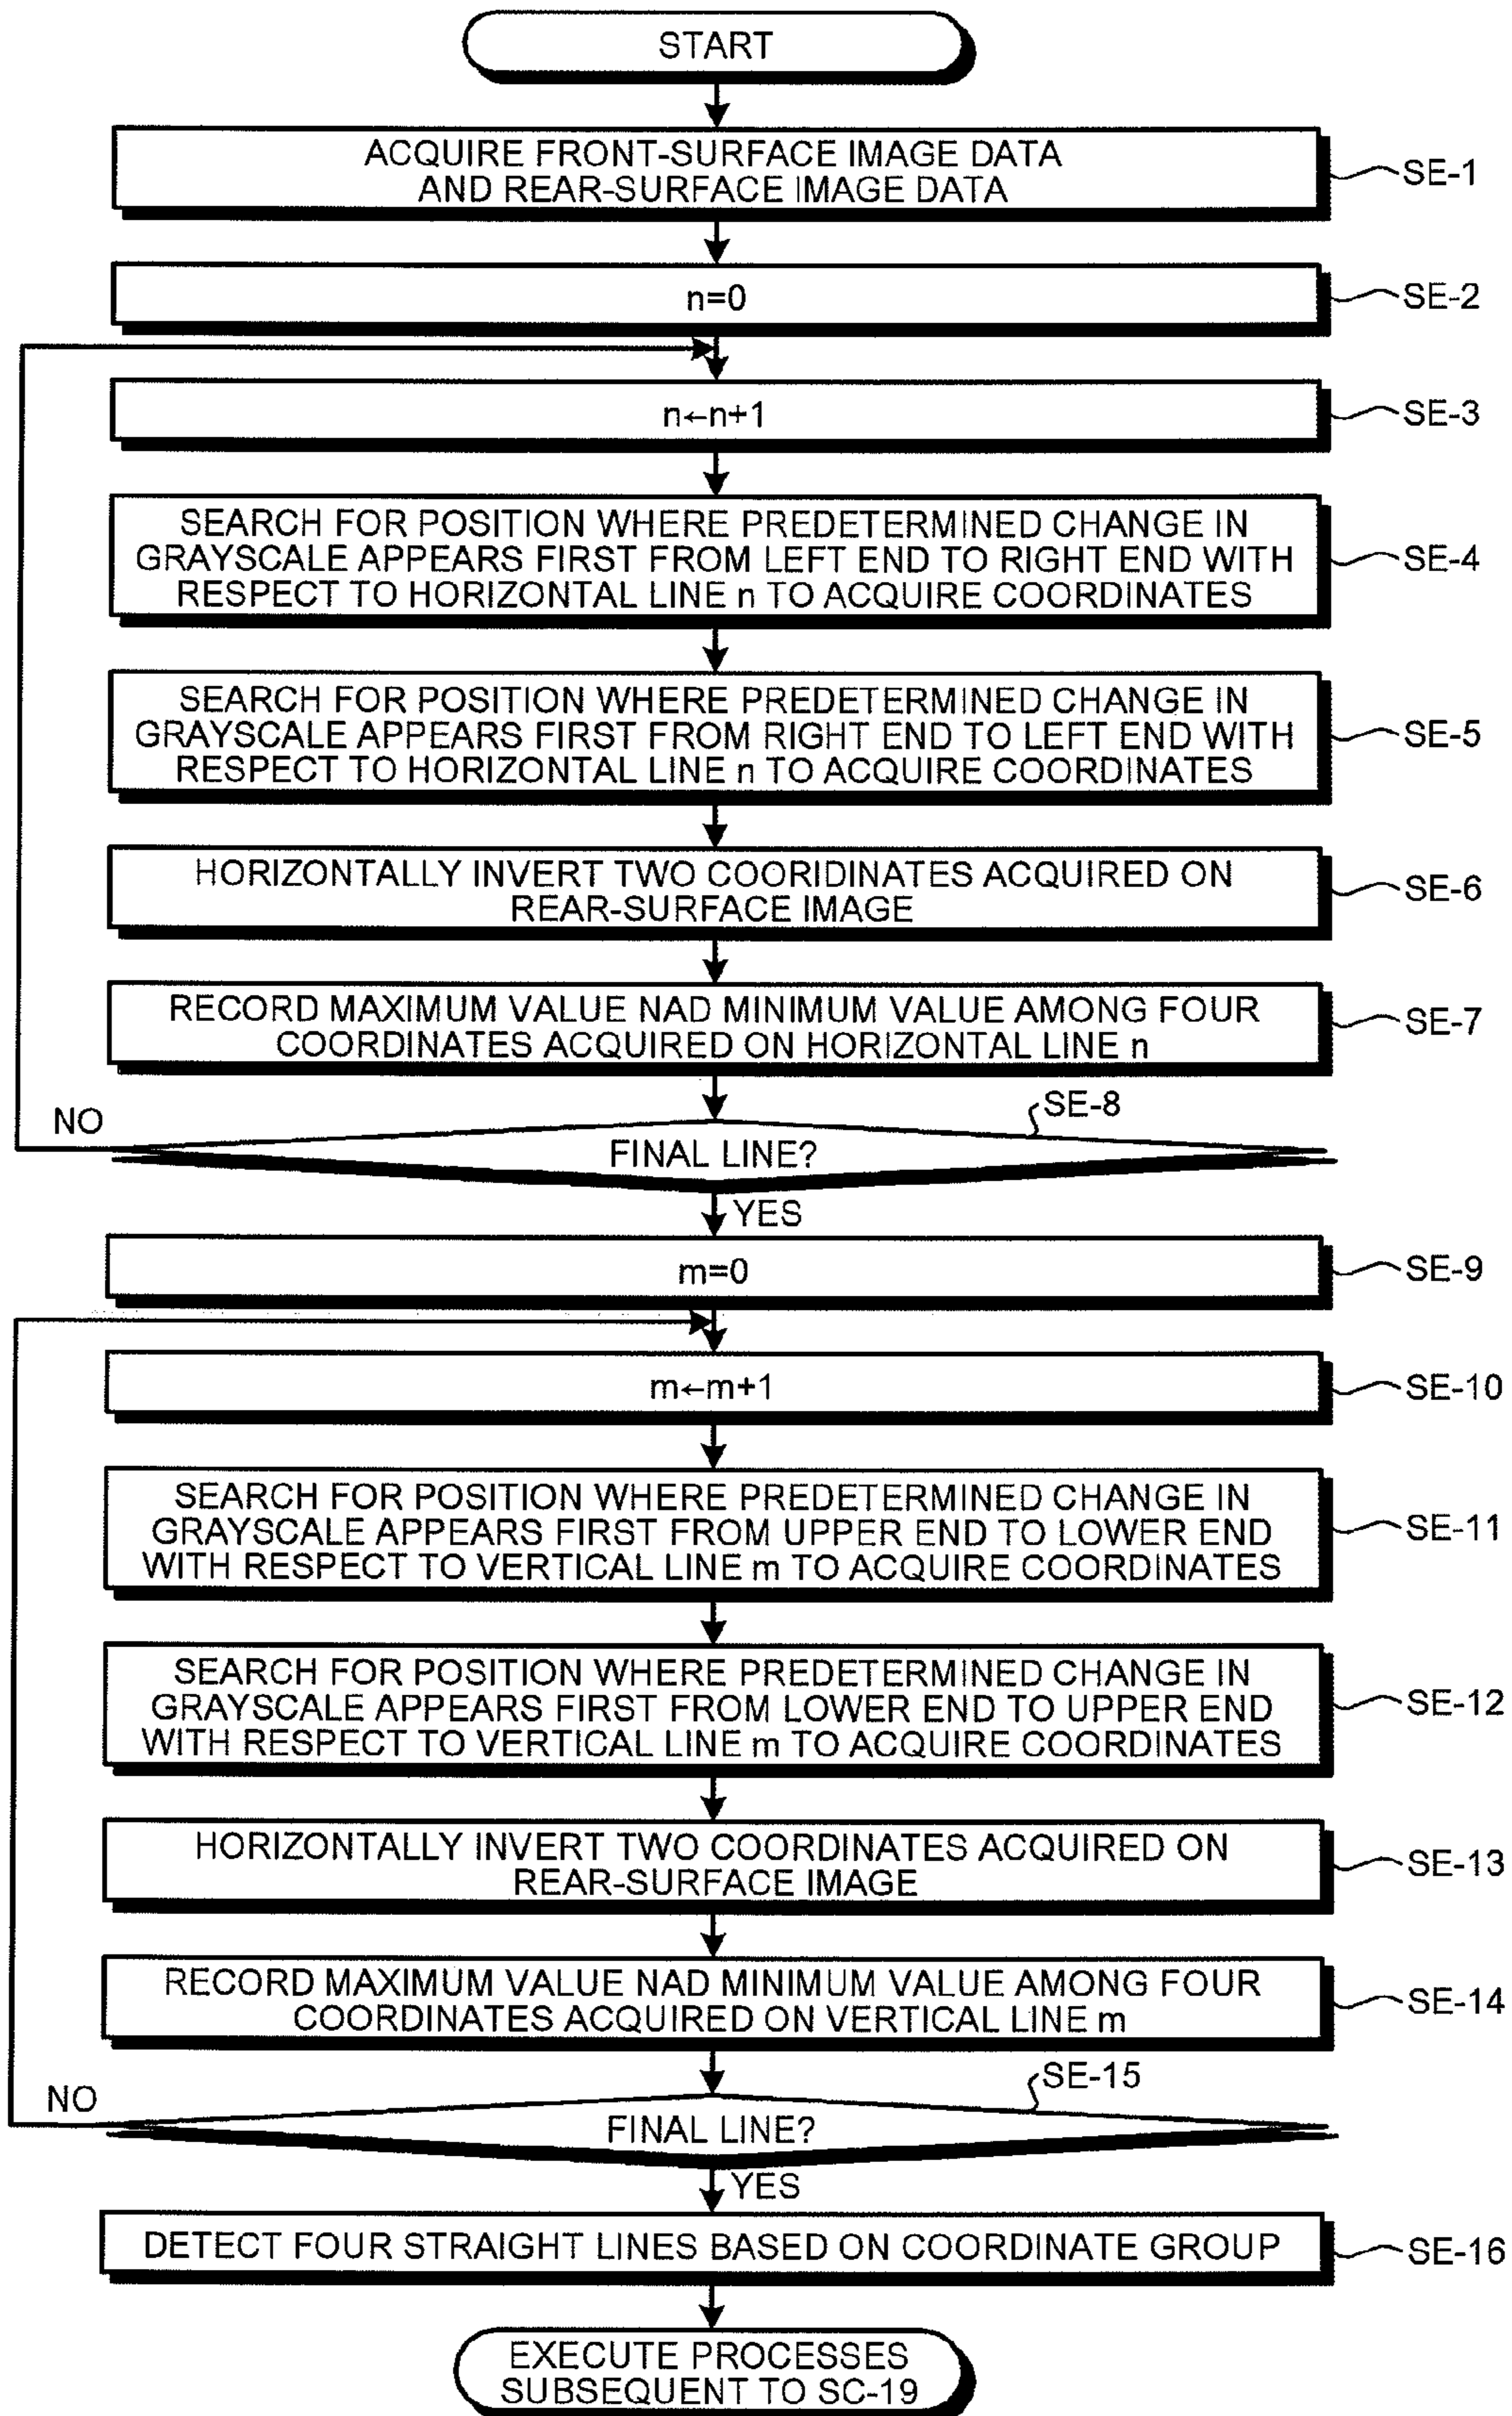 START
ACQUIRE FRONT-SURFACE IMAGE DATA
AND REAR-SURFACE IMAGE DATA
SE-1
n=0
SE-2
n←n+1
SE-3
SEARCH FOR POSITION WHERE PREDETERMINED CHANGE IN
GRAYSCALE APPEARS FIRST FROM LEFT END TO RIGHT END WITH
RESPECT TO HORIZONTAL LINE n TO ACQUIRE COORDINATES
SE-4
SEARCH FOR POSITION WHERE PREDETERMINED CHANGE IN
GRAYSCALE APPEARS FIRST FROM RIGHT END TO LEFT END WITH
RESPECT TO HORIZONTAL LINE n TO ACQUIRE COORDINATES
SE-5
HORIZONTALLY INVERT TWO COORIDINATES ACQUIRED ON
REAR-SURFACE IMAGE
SE-6
RECORD MAXIMUM VALUE NAD MINIMUM VALUE AMONG FOUR
COORDINATES ACQUIRED ON HORIZONTAL LINE n
SE-7
SE-8
NO
FINAL LINE?
YES
m=0
SE-9
m←m+1
SE-10
SEARCH FOR POSITION WHERE PREDETERMINED CHANGE IN
GRAYSCALE APPEARS FIRST FROM UPPER END TO LOWER END
WITH RESPECT TO VERTICAL LINE m TO ACQUIRE COORDINATES
SE-11
SEARCH FOR POSITION WHERE PREDETERMINED CHANGE IN
GRAYSCALE APPEARS FIRST FROM LOWER END TO UPPER END
WITH RESPECT TO VERTICAL LINE m TO ACQUIRE COORDINATES
SE-12
HORIZONTALLY INVERT TWO COORDINATES ACQUIRED ON
REAR-SURFACE IMAGE
SE-13
RECORD MAXIMUM VALUE NAD MINIMUM VALUE AMONG FOUR
COORDINATES ACQUIRED ON VERTICAL LINE m
SE-14
SE-15
NO
FINAL LINE?
YES
DETECT FOUR STRAIGHT LINES BASED ON COORDINATE GROUP
SE-16
EXECUTE PROCESSES
SUBSEQUENT TO SC-19